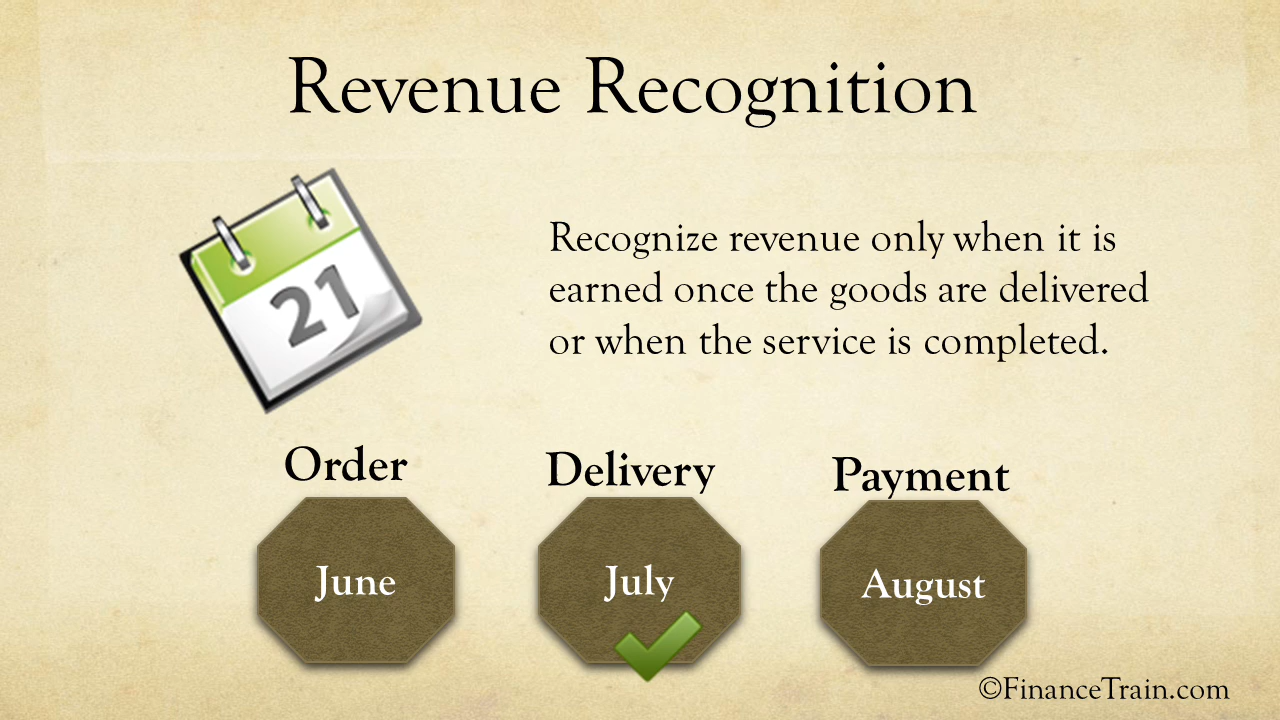 Revenue Recognition
21
Recognize revenue only when it is
earned once the goods are delivered
or when the service is completed.
Order
Delivery
Payment
June
July
August
©FinanceTrain.com